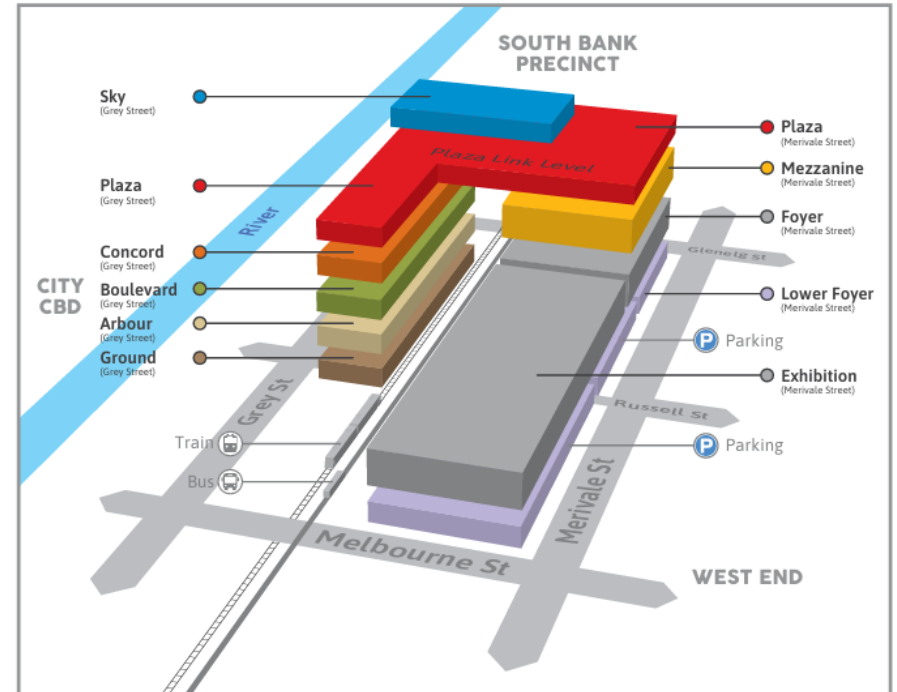 SOUTH BANK
PRECINCT
Sky
(Grey Street)
Plaza
(Merivale Street)
Plaza Link Level
Mezzanine
(Merivale Street)
Plaza
(Grey Street)
Foyer
(Merivale Street)
River
Concord
(Grey Street)
Glenelg St
CITY
CBD
Boulevard
(Grey Street)
Lower Foyer
(Merivale Street)
Arbour
(Grey Street)
P Parking
Ground
(Grey Street)
Exhibition
(Merivale Street)
Grey St
Russell St
Train
P Parking
Bus
Merivale St
Melbourne St
WEST END